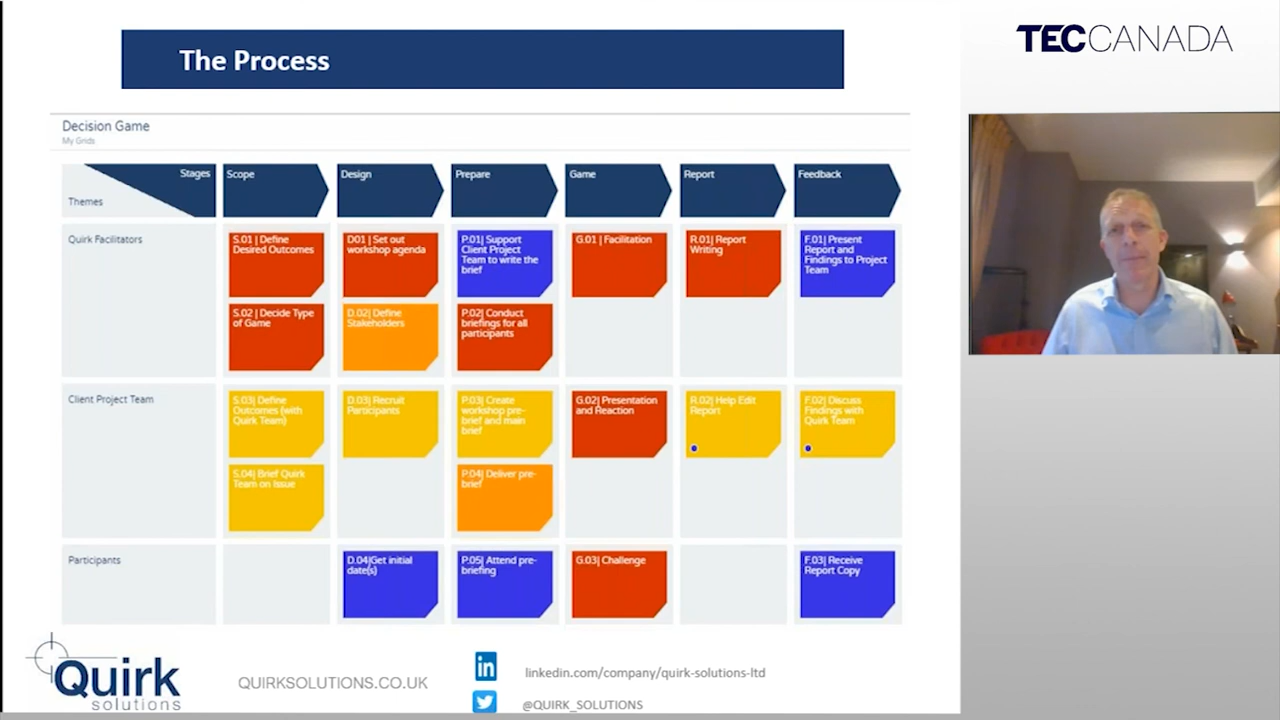 The Process
TECCANADA
Decision Game
My Grids
Stages
Themes
Scope
Design
Prepare
Game
Report
Feedback
Quirk Facilitators
S.01 | Define
Desired Outcomes
D01 | Set out
workshop agenda
P.01| Support
Client Project
Team to write the
brief
G.01 | Facilitation
R.01| Report
Writing
F.01| Present
Report and
Findings to Project
Team
S.02 | Decide Type
of Game
D.02| Define
Stakeholders
P.02| Conduct
briefings for all
participants
Client Project Team
S.03| Define
Outcomes (with
Quirk Team)
D.03| Recruit
Participants
P.03| Create
workshop pre-
brief and main
brief
G.02| Presentation
and Reaction
R.02| Help Edit
Report
F.02| Discuss
Findings with
Quirk Team
S.04| Brief Quirk
Team on Issue
P.04| Deliver pre-
brief
Participants
D.04|Get initial
date(s)
P.05| Attend pre-
briefing
G.03| Challenge
F.03| Receive
Report Copy
Quirk
solutions
QUIRKSOLUTIONS.CO.UK
in
linkedin.com/company/quirk-solutions-ltd
@QUIRK_SOLUTIONS